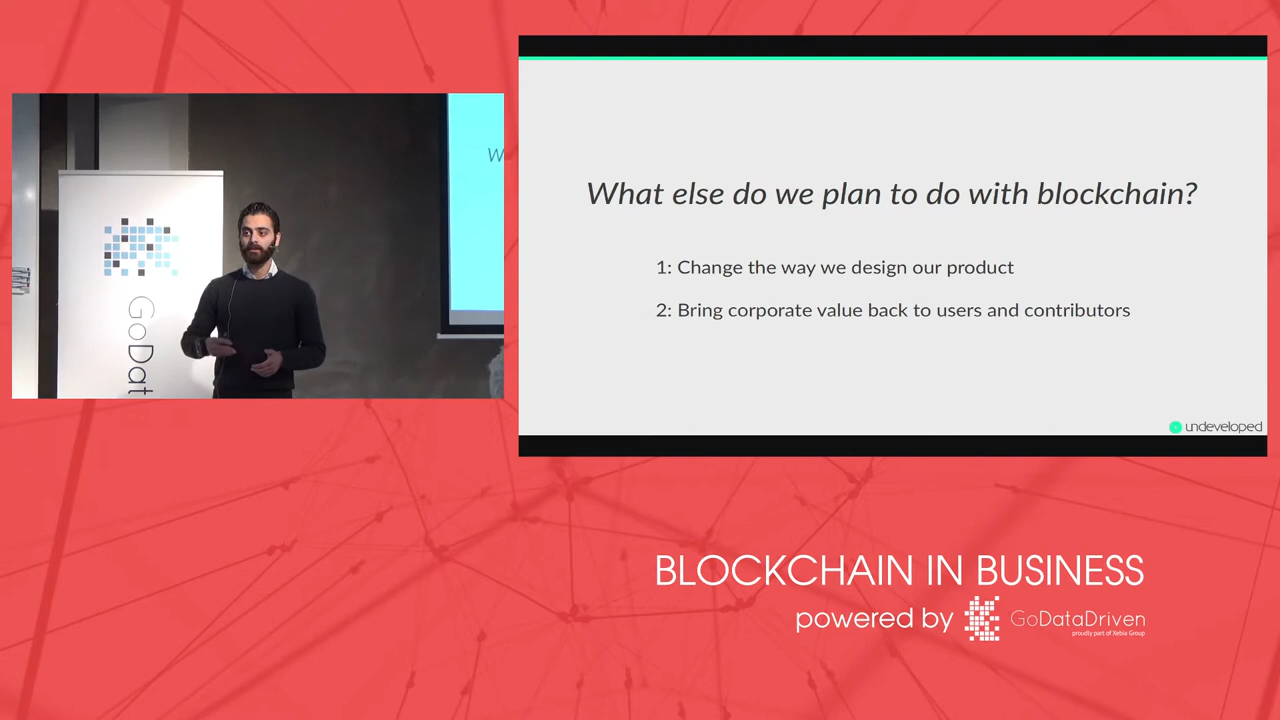 W
GoDat
What else do we plan to do with blockchain?
1: Change the way we design our product
2: Bring corporate value back to users and contributors
undeveloped
BLOCKCHAIN IN BUSINESS
powered by
GoDataDriven
proudly part of Xebia Group